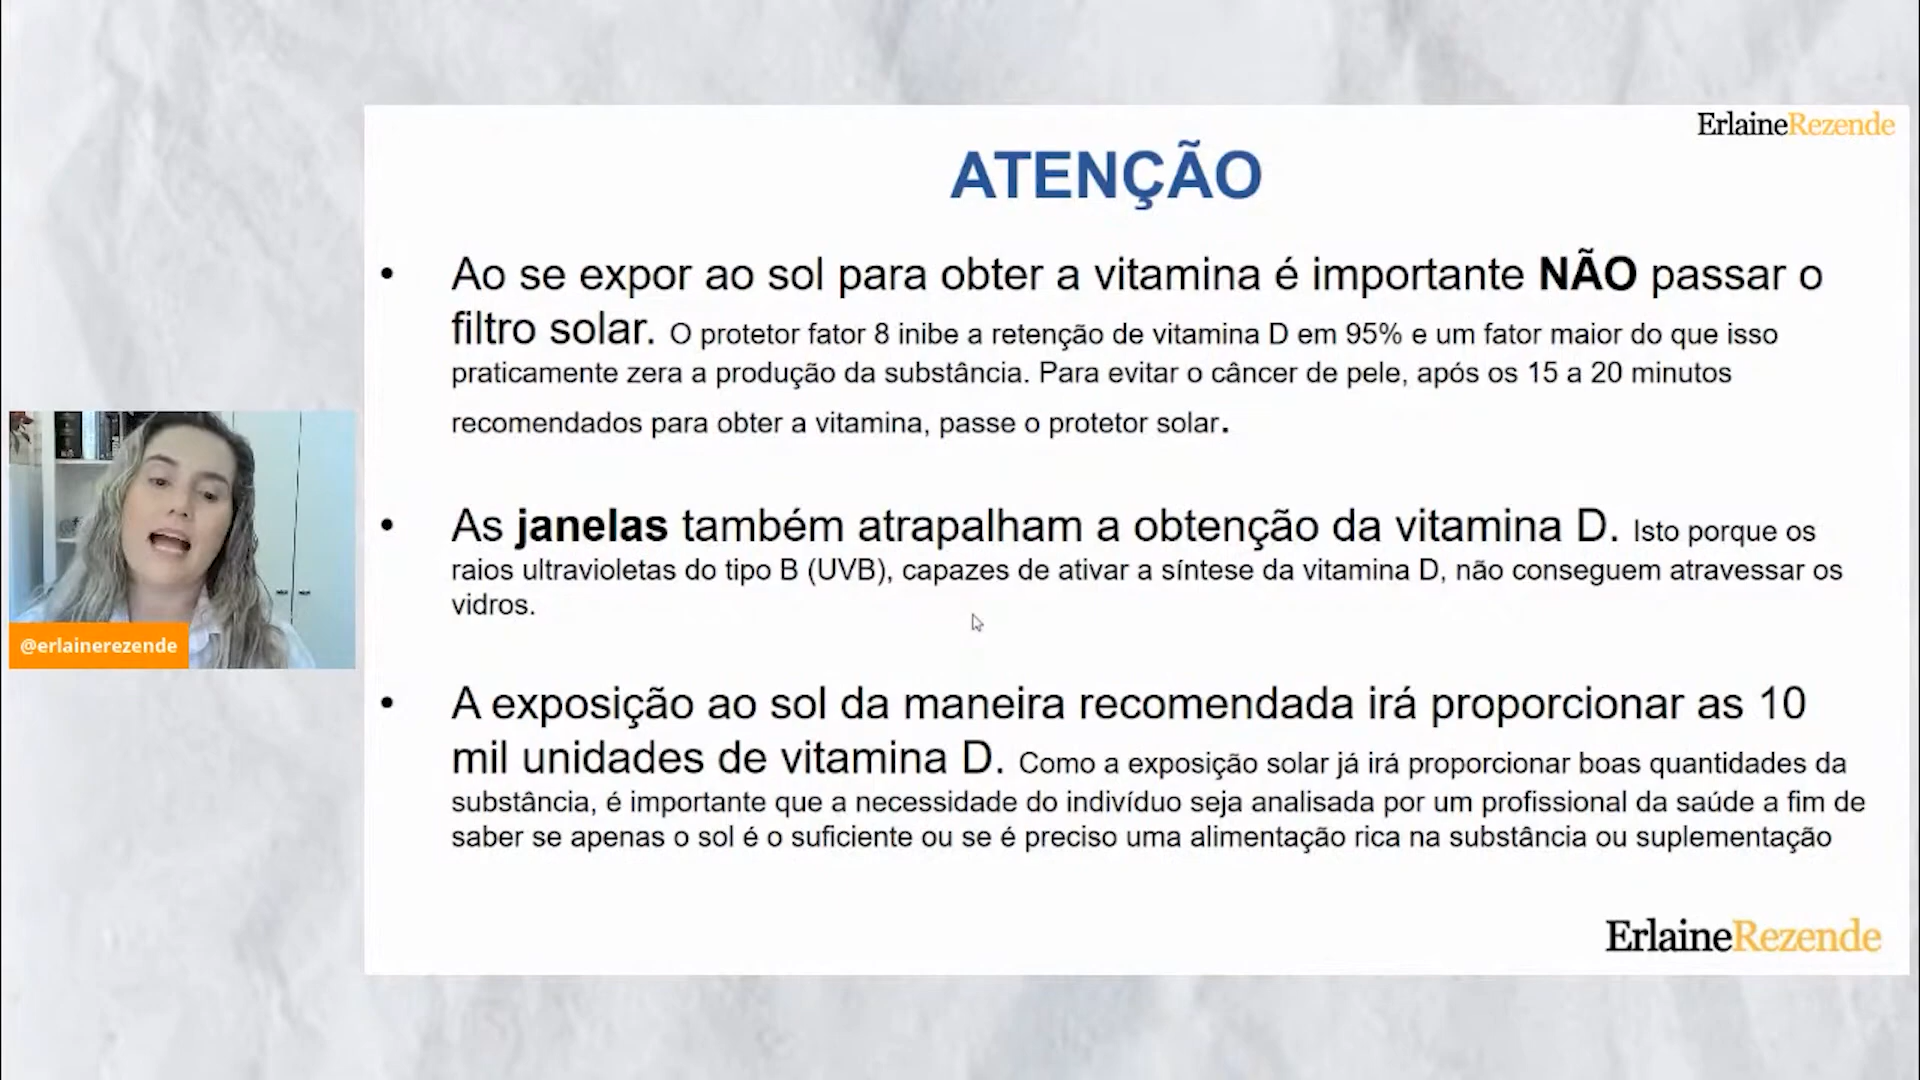 ErlaineRezende
ATENÇÃO
• Ao se expor ao sol para obter a vitamina é importante NÃO passar o
filtro solar. O protetor fator 8 inibe a retenção de vitamina D em 95% e um fator maior do que isso
praticamente zera a produção da substância. Para evitar o câncer de pele, após os 15 a 20 minutos
recomendados para obter a vitamina, passe o protetor solar.
• As janelas também atrapalham a obtenção da vitamina D. Isto porque os
raios ultravioletas do tipo B (UVB), capazes de ativar a síntese da vitamina D, não conseguem atravessar os
vidros.
• A exposição ao sol da maneira recomendada irá proporcionar as 10
mil unidades de vitamina D. Como a exposição solar já irá proporcionar boas quantidades da
substância, é importante que a necessidade do indivíduo seja analisada por um profissional da saúde a fim de
saber se apenas o sol é o suficiente ou se é preciso uma alimentação rica na substância ou suplementação
ErlaineRezende
@erlainerezende